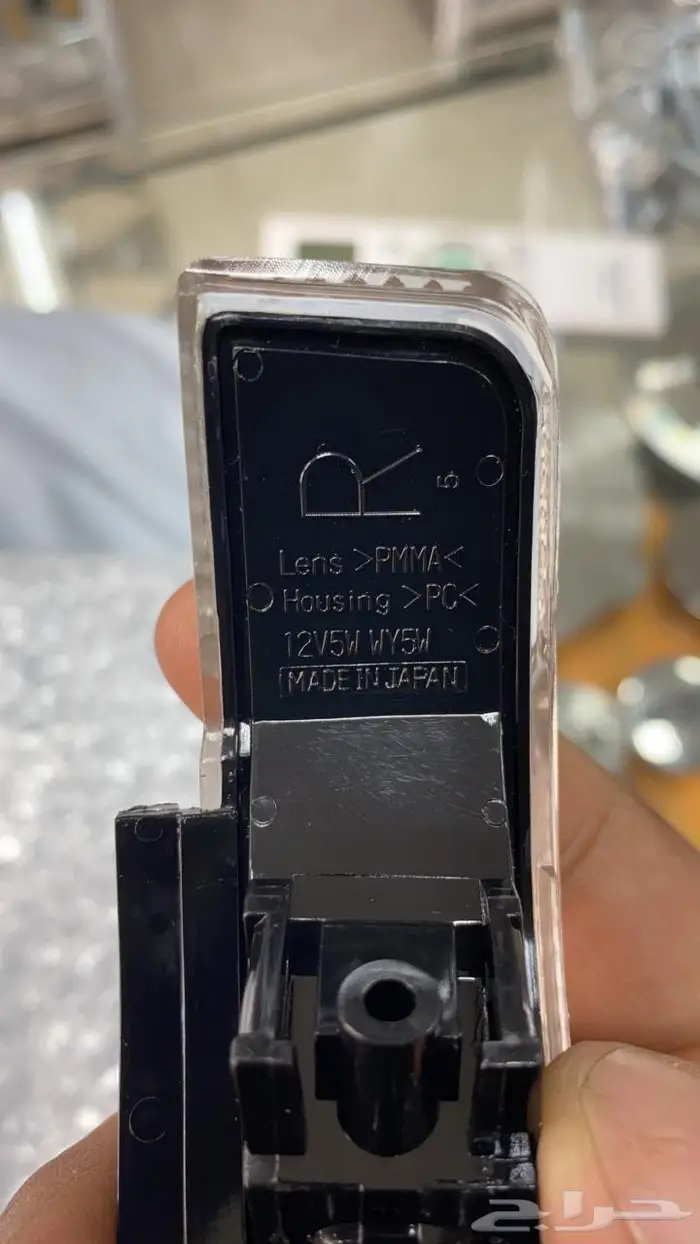 R
5
Lens >PMMA<
Housing >PC<
12V5W WY5W
MADE IN JAPAN
حراج